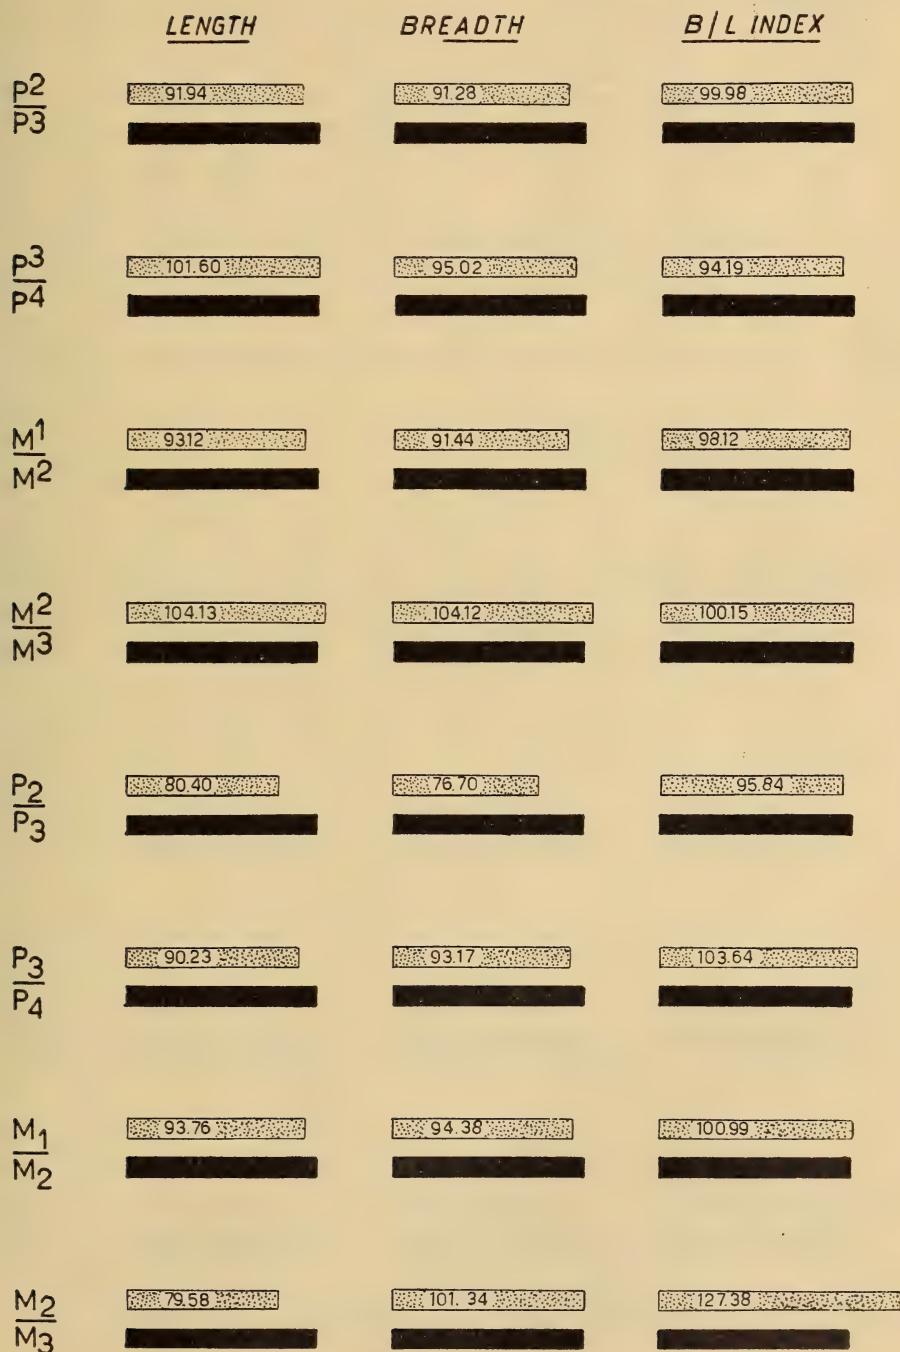 LENGTH BREADTH B/L INDEX
P2 91.94 91.28 99.98
P3
P3 101.60 95.02 94.19
P4
M1 93.12 91.44 98.12
M2
M2 104.13 104.12 100.15
M3
P2 80.40 76.70 95.84
P3
P3 90.23 93.17 103.64
P4
M1 93.76 94.38 100.99
M2
M2 79.58 101.34 127.38
M3